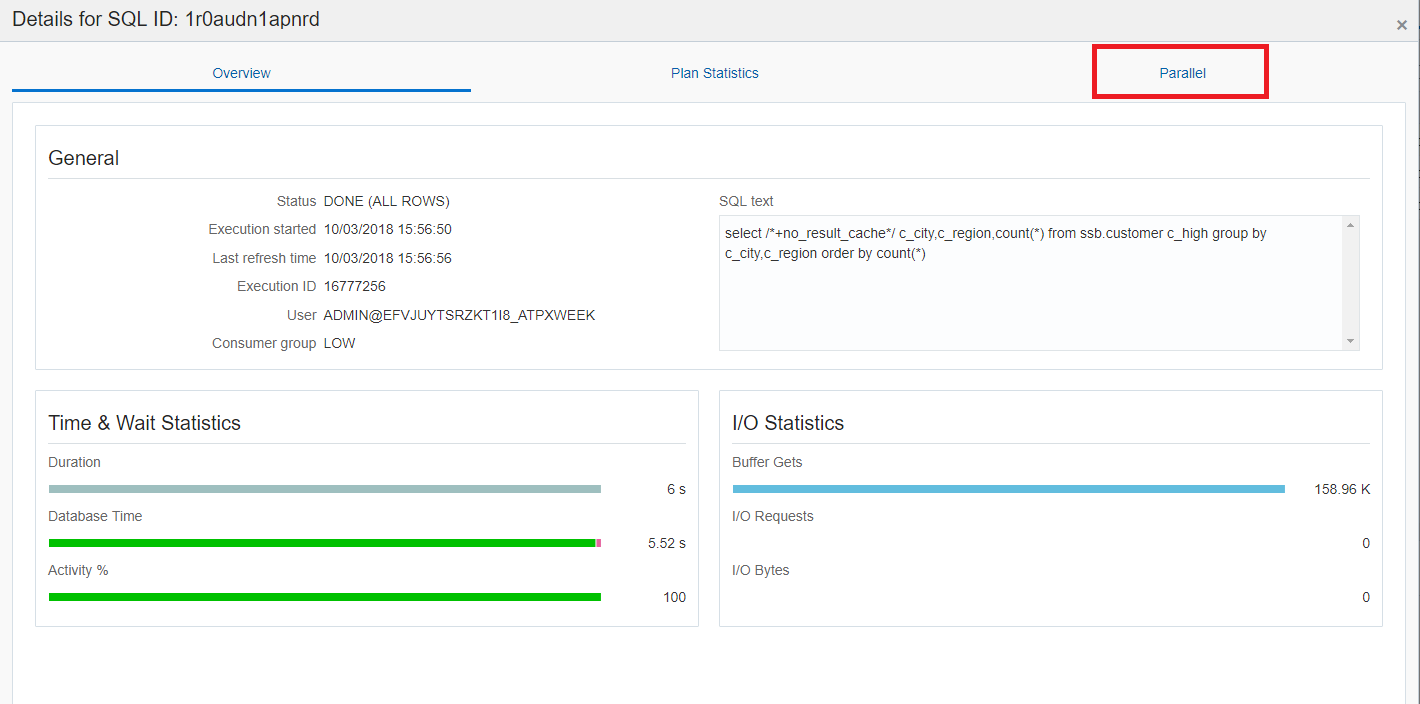 Details for SQL ID: 1r0audn1apnrd
×
Overview
Plan Statistics
Parallel
General
Status DONE (ALL ROWS)
Execution started 10/03/2018 15:56:50
Last refresh time 10/03/2018 15:56:56
Execution ID 16777256
User ADMIN@EFVJUYTSRZKT1I8_ATPXWEEK
Consumer group LOW
SQL text
select /*+no_result_cache*/ c_city,c_region,count(*) from ssb.customer c_high group by
c_city,c_region order by count(*)
Time & Wait Statistics
Duration
6 s
Database Time
5.52 s
Activity %
100
I/O Statistics
Buffer Gets
158.96 K
I/O Requests
0
I/O Bytes
0